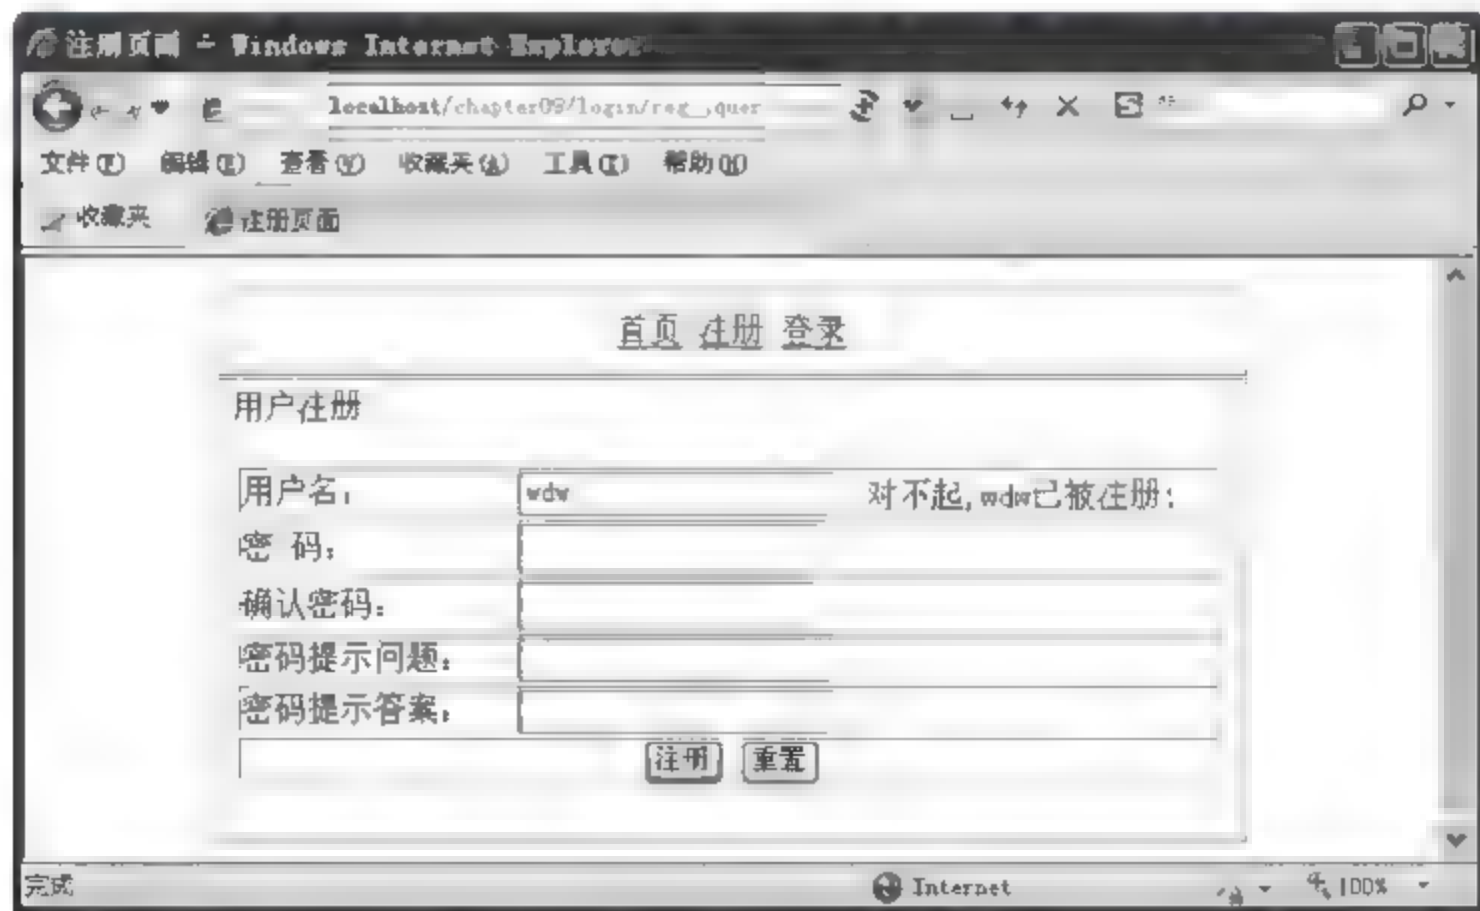 注册页面 - Windows Internet Explorer
localhost/chapter09/login/reg_jquer
文件(F) 编辑(E) 查看(V) 收藏夹(A) 工具(T) 帮助(H)
收藏夹 注册页面
首页 注册 登录
用户注册
用户名: wdw 对不起,wdw已被注册!
密 码:
确认密码:
密码提示问题:
密码提示答案:
注册 重置
完成 Internet 100%